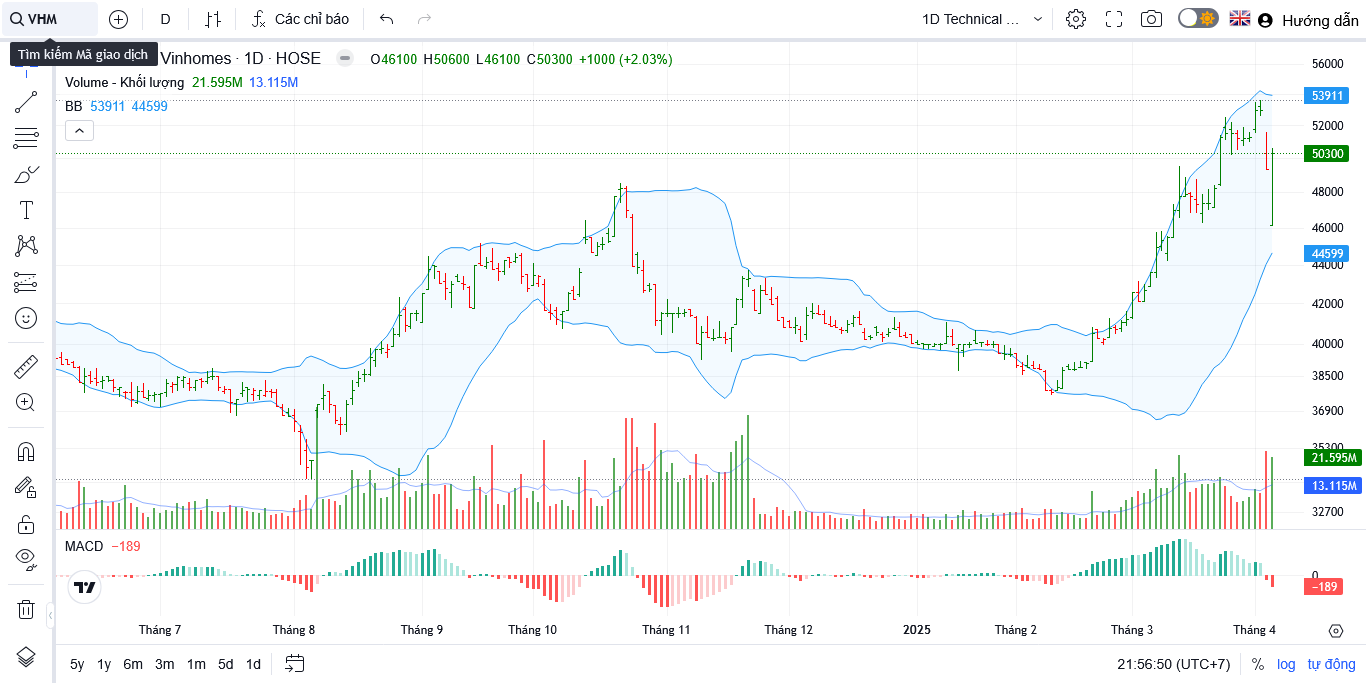 VHM
D
Các chỉ báo
1D Technical ...
Hướng dẫn
Tìm kiếm Mã giao dịch
Vinhomes · 1D · HOSE
O46100 H50600 L46100 C50300 +1000 (+2.03%)
Volume - Khối lượng 21.595M 13.115M
BB 53911 44599
56000
53911
52000
50300
48000
46000
44599
44000
42000
40000
38500
36900
35300
21.595M
13.115M
32700
MACD −189
0
−189
Tháng 7
Tháng 8
Tháng 9
Tháng 10
Tháng 11
Tháng 12
2025
Tháng 2
Tháng 3
Tháng 4
5y 1y 6m 3m 1m 5d 1d
21:56:50 (UTC+7)
% log tự động